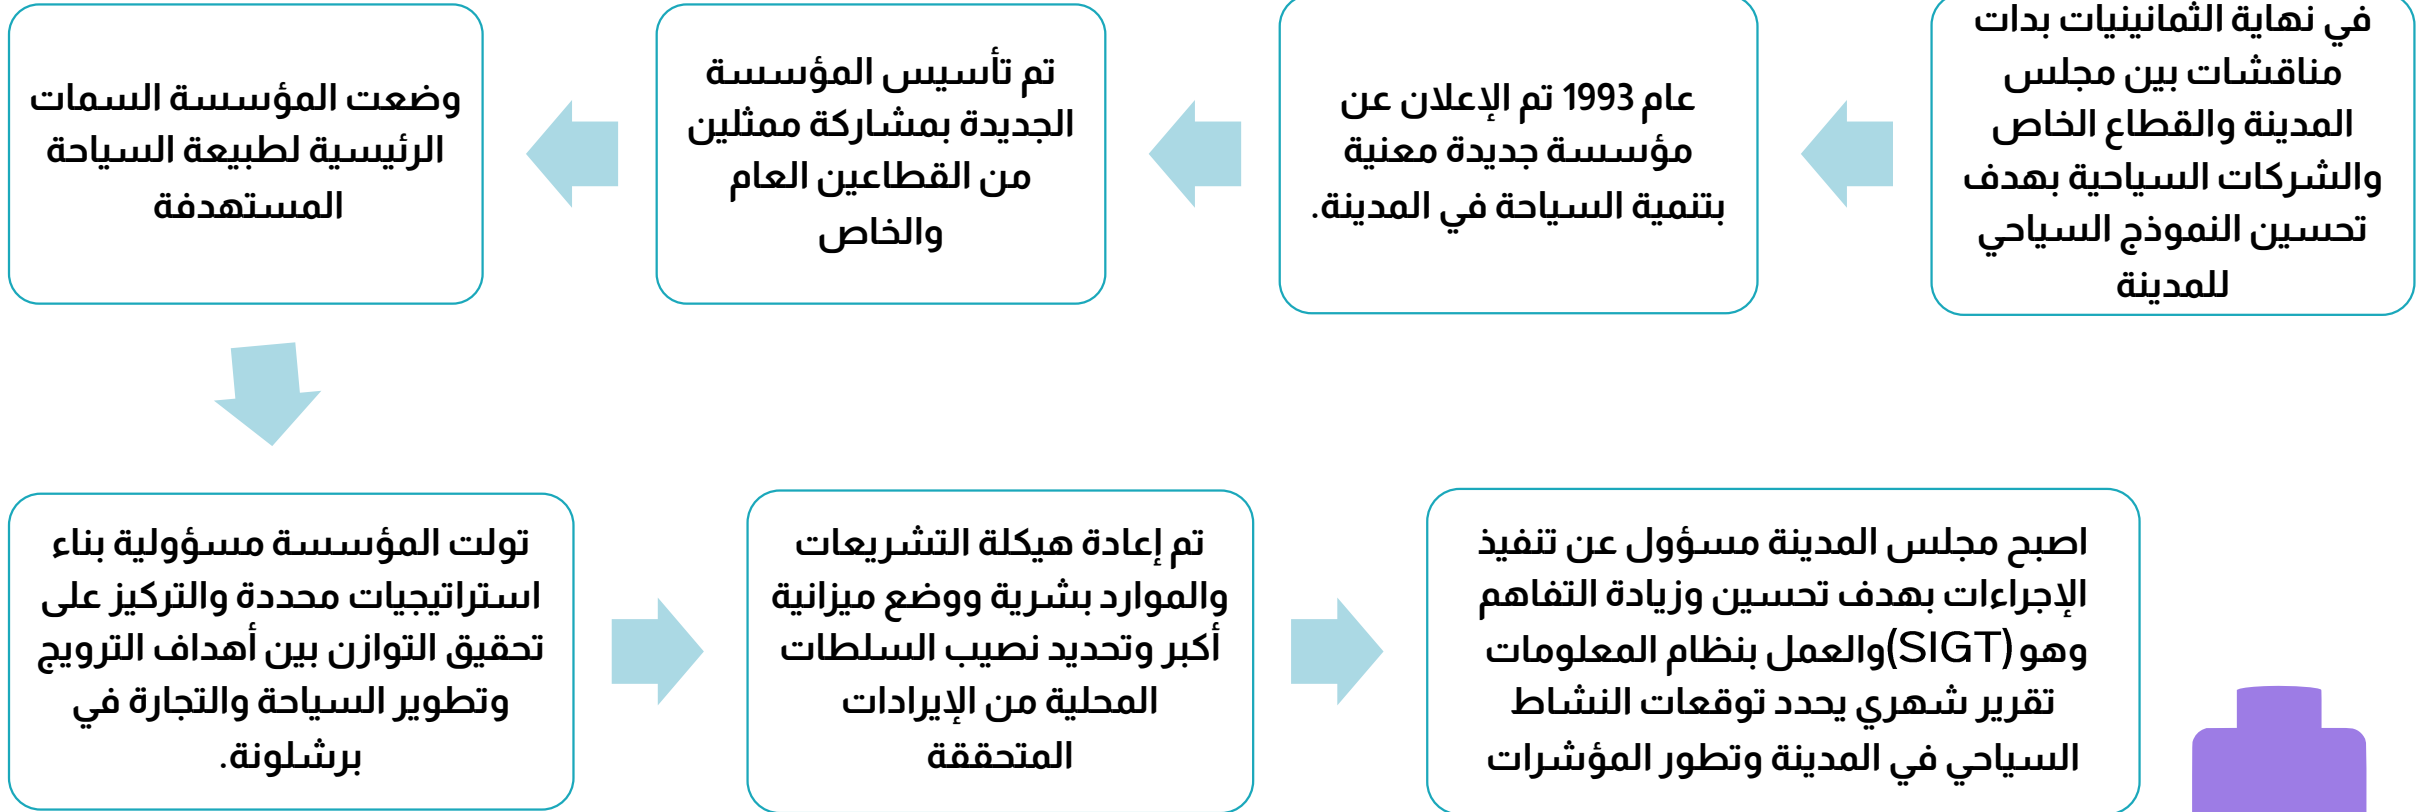 في نهاية الثمانينيات بدات
مناقشات بين مجلس
المدينة والقطاع الخاص
والشركات السياحية بهدف
تحسين النموذج السياحي
للمدينة
عام 1993 تم الإعلان عن
مؤسسة جديدة معنية
بتنمية السياحة في المدينة.
تم تأسيس المؤسسة
الجديدة بمشاركة ممثلين
من القطاعين العام
والخاص
وضعت المؤسسة السمات
الرئيسية لطبيعة السياحة
المستهدفة
تولت المؤسسة مسؤولية بناء
استراتيجيات محددة والتركيز على
تحقيق التوازن بين أهداف الترويج
وتطوير السياحة والتجارة في
برشلونة.
تم إعادة هيكلة التشريعات
والموارد بشرية ووضع ميزانية
أكبر وتحديد نصيب السلطات
المحلية من الإيرادات
المتحققة
اصبح مجلس المدينة مسؤول عن تنفيذ
الإجراءات بهدف تحسين وزيادة التفاهم
وهو (SIGT)والعمل بنظام المعلومات
تقرير شهري يحدد توقعات النشاط
السياحي في المدينة وتطور المؤشرات